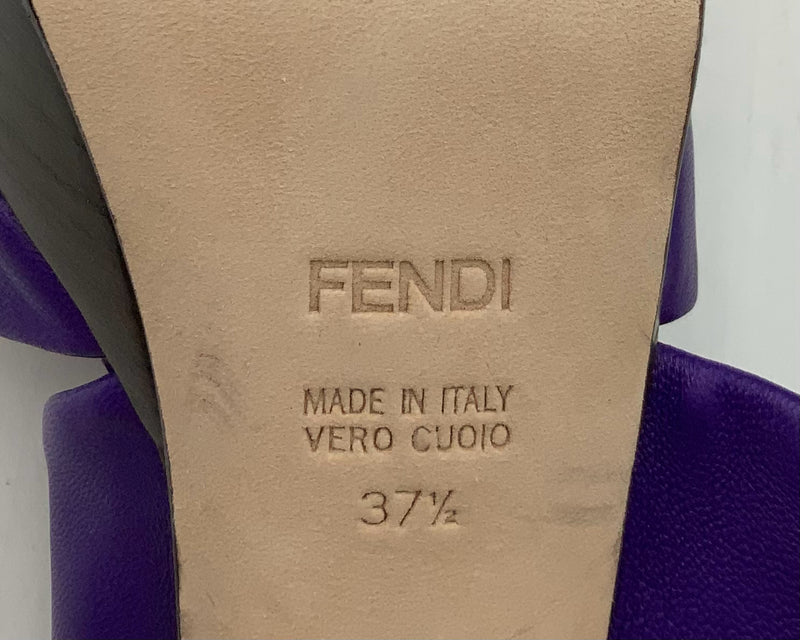 FENDI
MADE IN ITALY
VERO CUOIO
37½